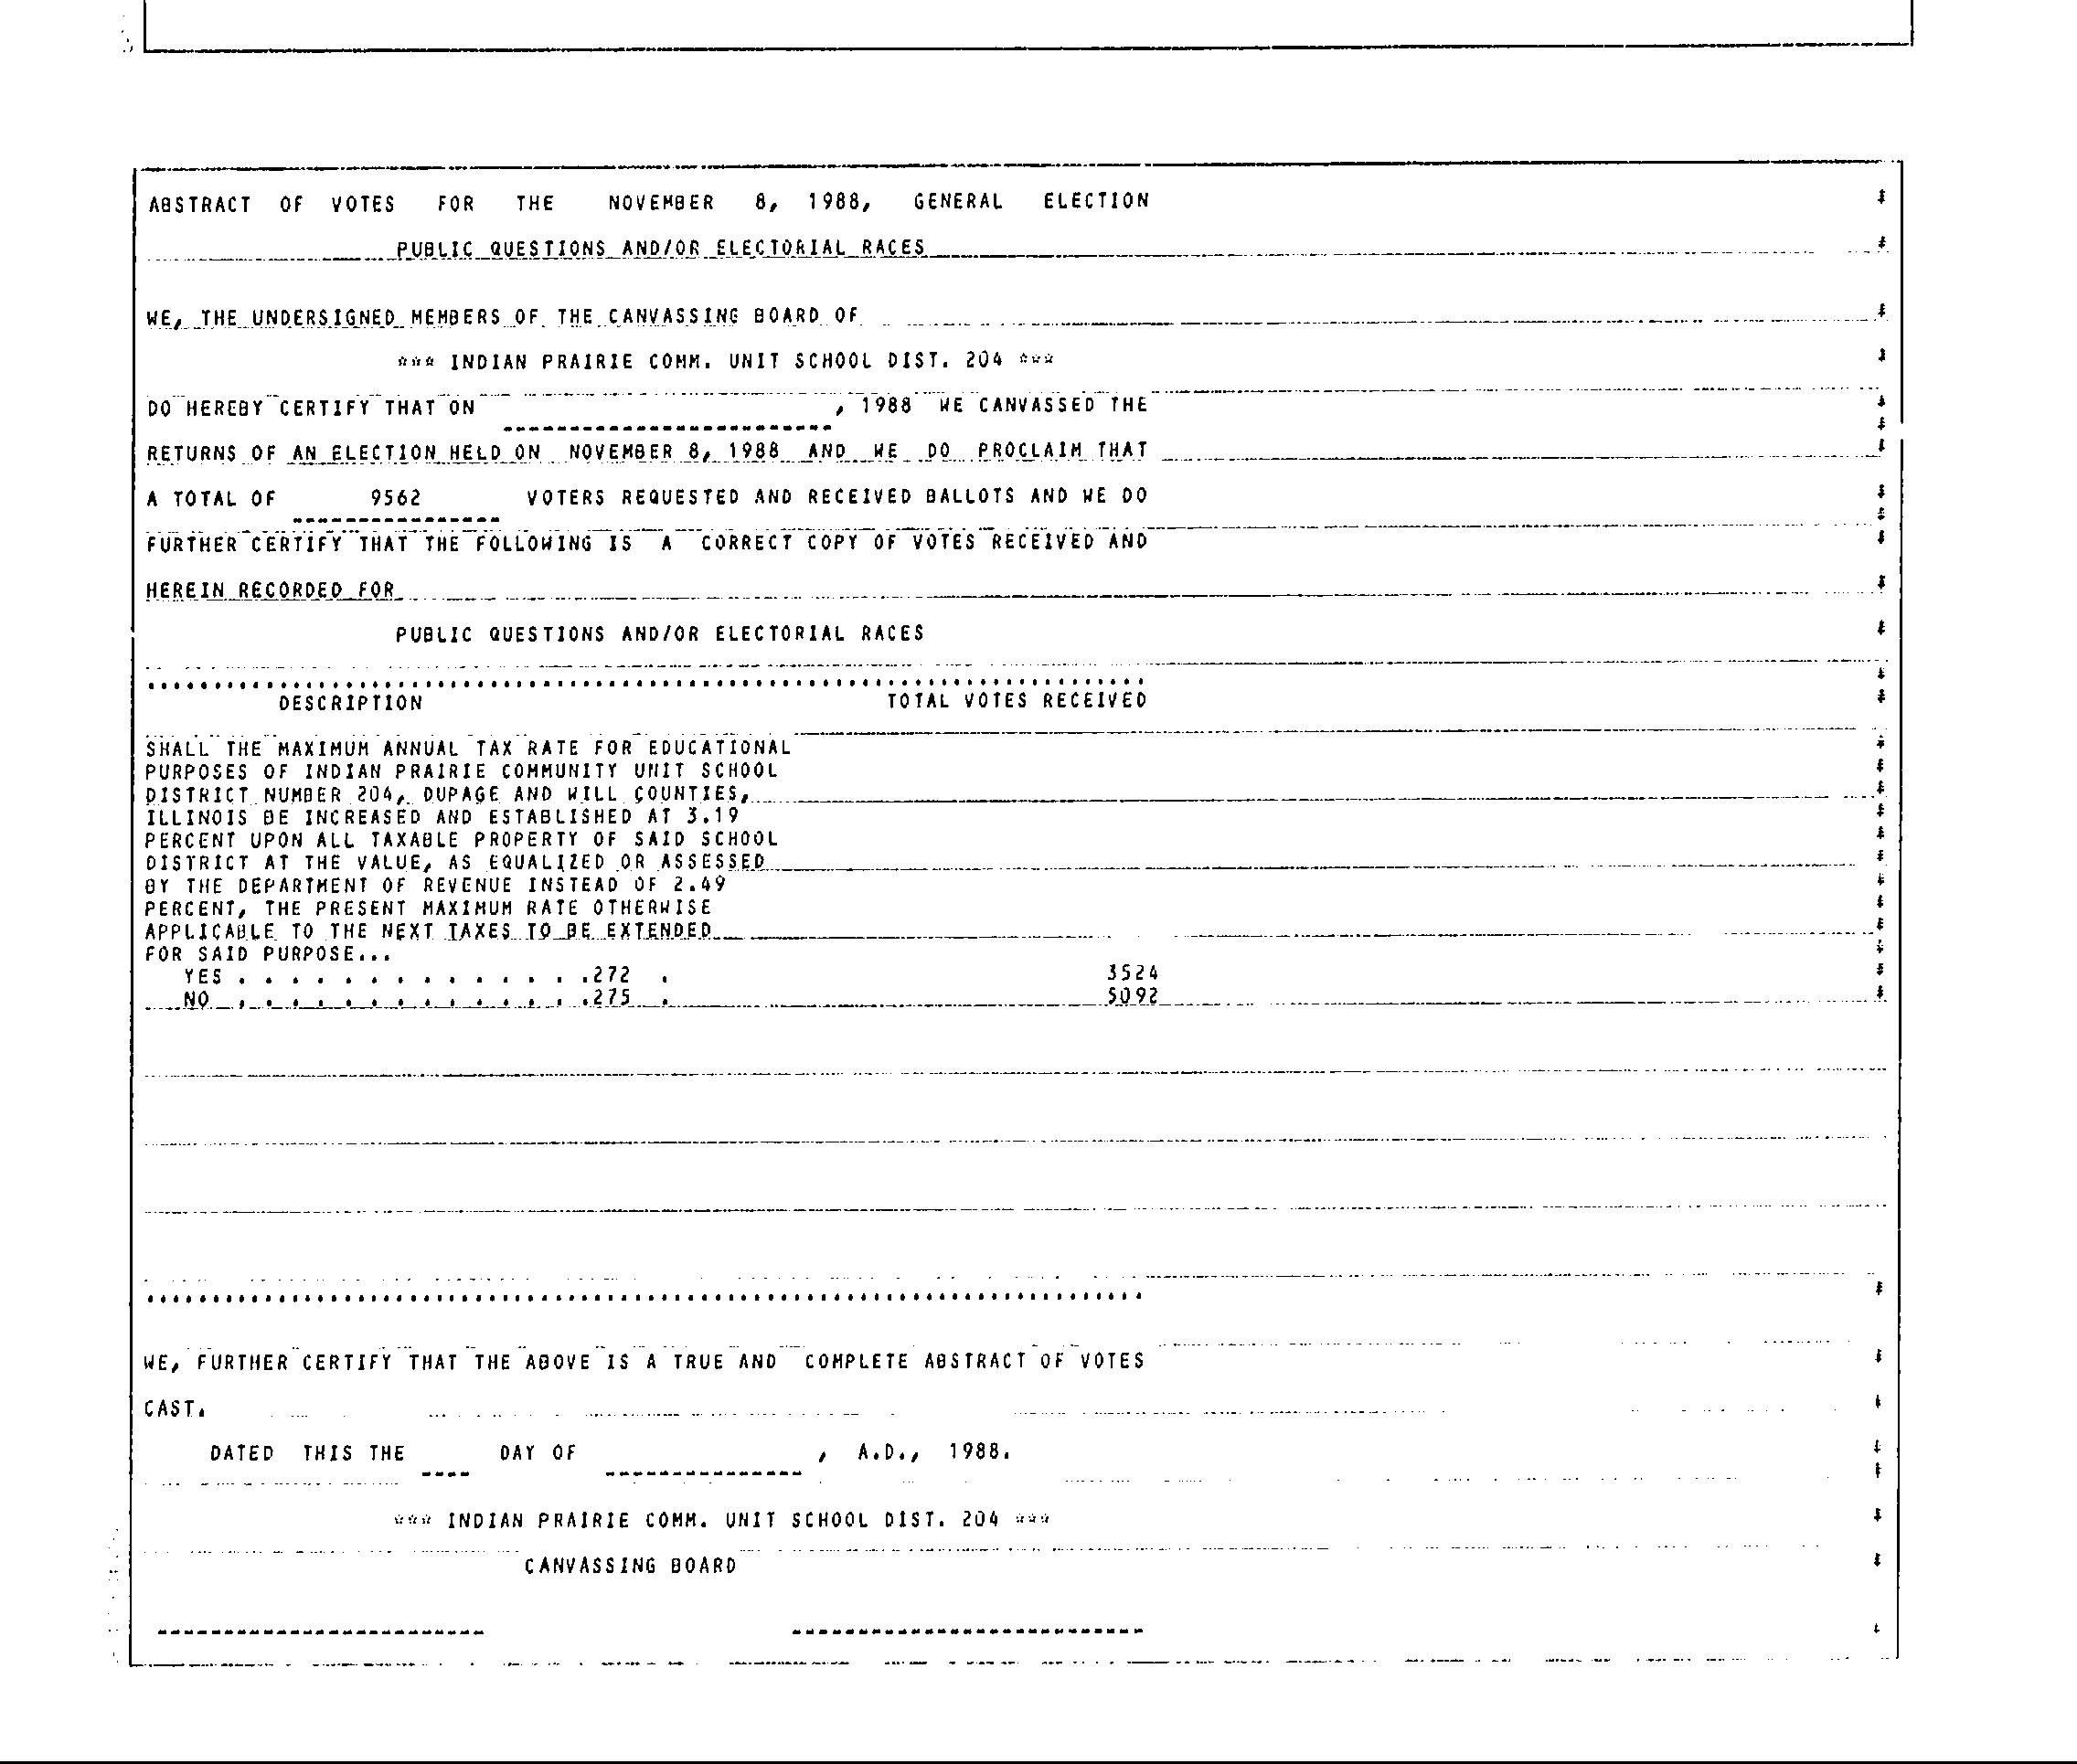 ABSTRACT OF VOTES FOR THE NOVEMBER 8, 1988, GENERAL ELECTION
PUBLIC QUESTIONS AND/OR ELECTORIAL RACES
WE, THE UNDERSIGNED MEMBERS OF THE CANVASSING BOARD OF
*** INDIAN PRAIRIE COMM. UNIT SCHOOL DIST. 204 ***
DO HEREBY CERTIFY THAT ON , 1988 WE CANVASSED THE
RETURNS OF AN ELECTION HELD ON NOVEMBER 8, 1988 AND WE DO PROCLAIM THAT
A TOTAL OF 9562 VOTERS REQUESTED AND RECEIVED BALLOTS AND WE DO
FURTHER CERTIFY THAT THE FOLLOWING IS A CORRECT COPY OF VOTES RECEIVED AND
HEREIN RECORDED FOR
PUBLIC QUESTIONS AND/OR ELECTORIAL RACES
DESCRIPTION TOTAL VOTES RECEIVED
SHALL THE MAXIMUM ANNUAL TAX RATE FOR EDUCATIONAL
PURPOSES OF INDIAN PRAIRIE COMMUNITY UNIT SCHOOL
DISTRICT NUMBER 204, DUPAGE AND WILL COUNTIES,
ILLINOIS BE INCREASED AND ESTABLISHED AT 3.19
PERCENT UPON ALL TAXABLE PROPERTY OF SAID SCHOOL
DISTRICT AT THE VALUE, AS EQUALIZED OR ASSESSED
BY THE DEPARTMENT OF REVENUE INSTEAD OF 2.49
PERCENT, THE PRESENT MAXIMUM RATE OTHERWISE
APPLICABLE TO THE NEXT TAXES TO BE EXTENDED
FOR SAID PURPOSE...
YES . . . . . . . . . . . . . .272 . 3524
NO . . . . . . . . . . . . . .275 . 5092
WE, FURTHER CERTIFY THAT THE ABOVE IS A TRUE AND COMPLETE ABSTRACT OF VOTES
CAST.
DATED THIS THE ---- DAY OF --------------- , A.D., 1988.
*** INDIAN PRAIRIE COMM. UNIT SCHOOL DIST. 204 ***
CANVASSING BOARD